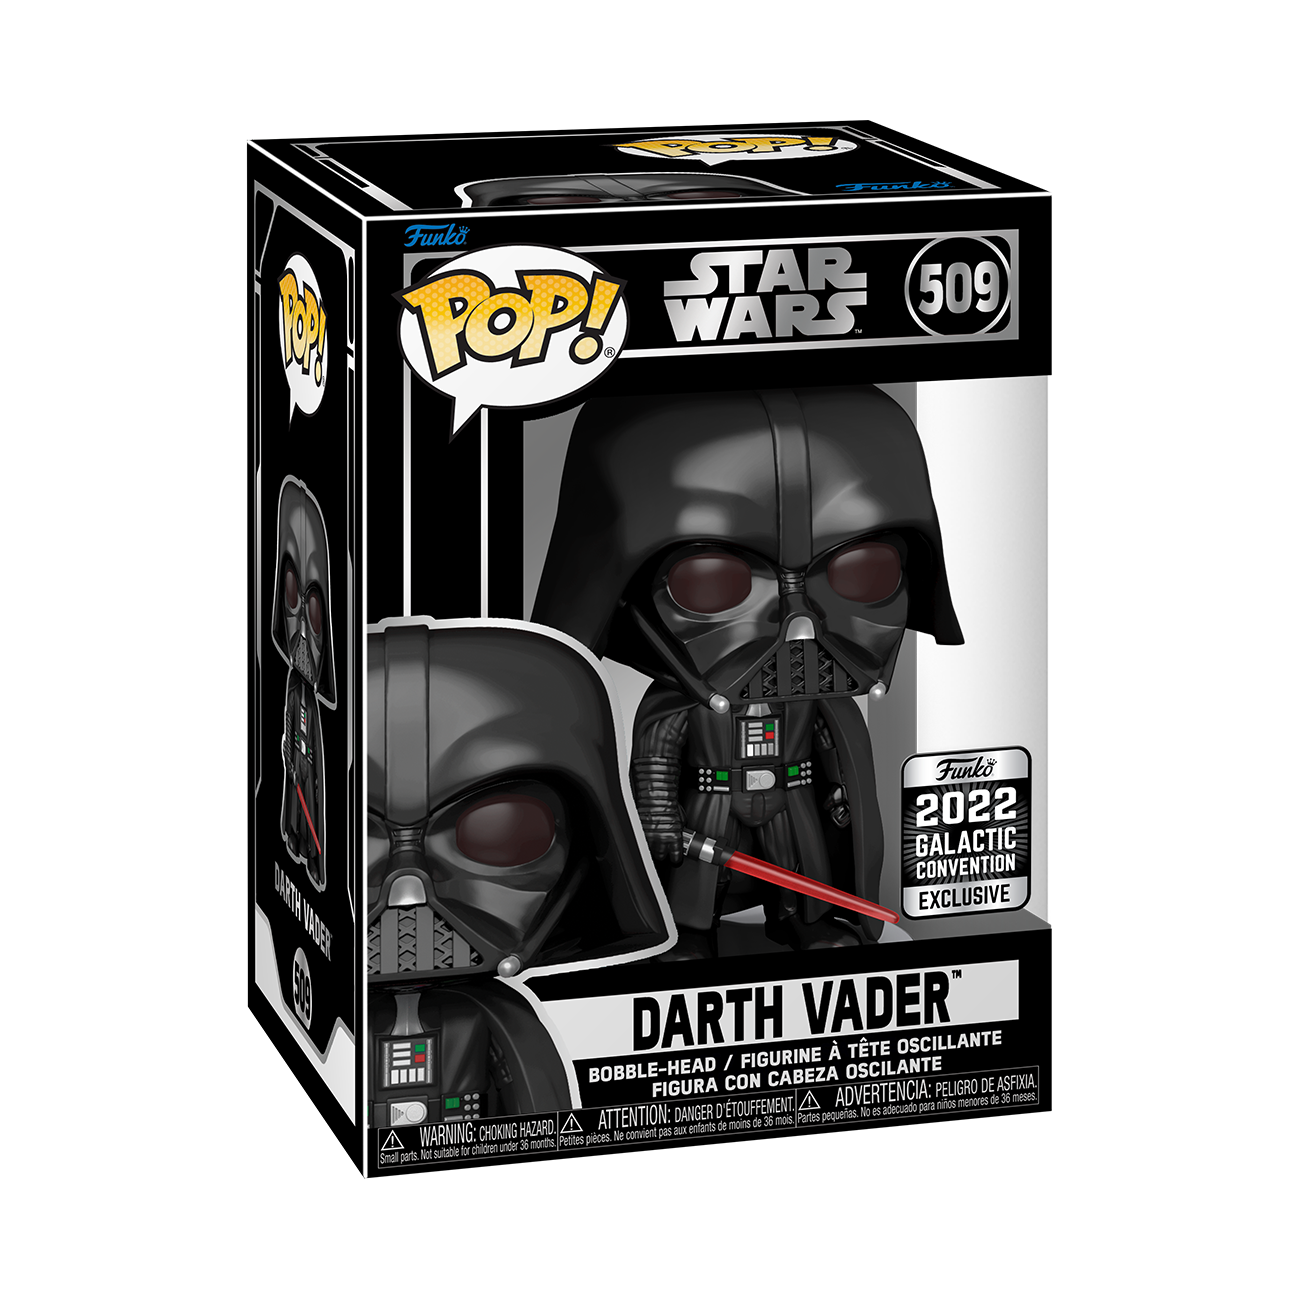 POP!
Funko
Funko
POP!®
STAR
WARS™
509
POP!
DARTH VADER™
509
Funko
2022
GALACTIC
CONVENTION
EXCLUSIVE
DARTH VADER™
BOBBLE-HEAD / FIGURINE À TÊTE OSCILLANTE
FIGURA CON CABEZA OSCILANTE
⚠ WARNING: CHOKING HAZARD.
Small parts. Not suitable for children under 36 months.
⚠ ATTENTION: DANGER D'ÉTOUFFEMENT.
Petites pièces. Ne convient pas aux enfants de moins de 36 mois.
⚠ ADVERTENCIA: PELIGRO DE ASFIXIA.
Partes pequeñas. No es adecuado para niños menores de 36 meses.